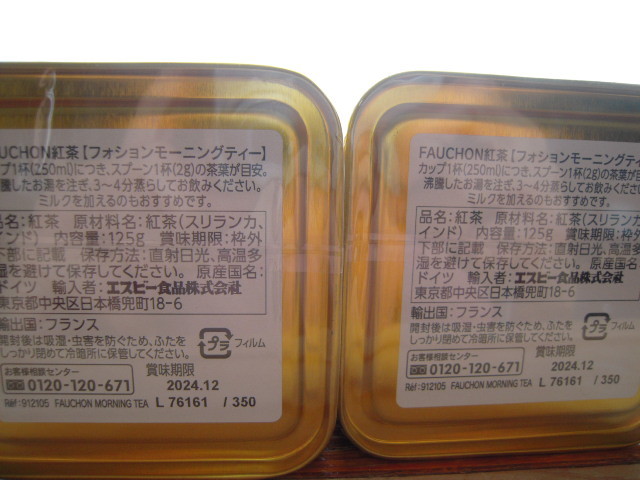 UCHON紅茶【フォションモーニングティー】
カップ1杯(250ml)につき、スプーン1杯(2g)の茶葉が目安。
沸騰したお湯を注ぎ、3〜4分蒸らしてお飲みください。
ミルクを加えるのもおすすめです。
品名:紅茶 原材料名:紅茶(スリランカ、
インド) 内容量:125g 賞味期限:枠外
下部に記載 保存方法:直射日光、高温多
湿を避けて保存してください。 原産国名:
ドイツ 輸入者:エスビー食品株式会社
東京都中央区日本橋兜町18-6
輸出国:フランス
開封後は吸湿・虫害を防ぐため、ふたを
しっかり閉めて冷暗所に保管してください。
プラ フィルム
お客様相談センター
0120-120-671
賞味期限
2024.12
Réf:912105 FAUCHON MORNING TEA L 76161 / 350
FAUCHON紅茶【フォションモーニングティ
カップ1杯(250ml)につき、スプーン1杯(2g)の茶葉が目
沸騰したお湯を注ぎ、3〜4分蒸らしてお飲みくださ
ミルクを加えるのもおすすめです。
品名:紅茶 原材料名:紅茶(スリラン
インド) 内容量:125g 賞味期限:枠
下部に記載 保存方法:直射日光、高温
湿を避けて保存してください。 原産国
ドイツ 輸入者:エスビー食品株式会社
東京都中央区日本橋兜町18-6
輸出国:フランス
開封後は吸湿・虫害を防ぐため、ふたを
しっかり閉めて冷暗所に保管してください。
プラ フィルム
お客様相談センター
0120-120-671
賞味期限
2024.12
Réf:912105 FAUCHON MORNING TEA L 76161 / 350